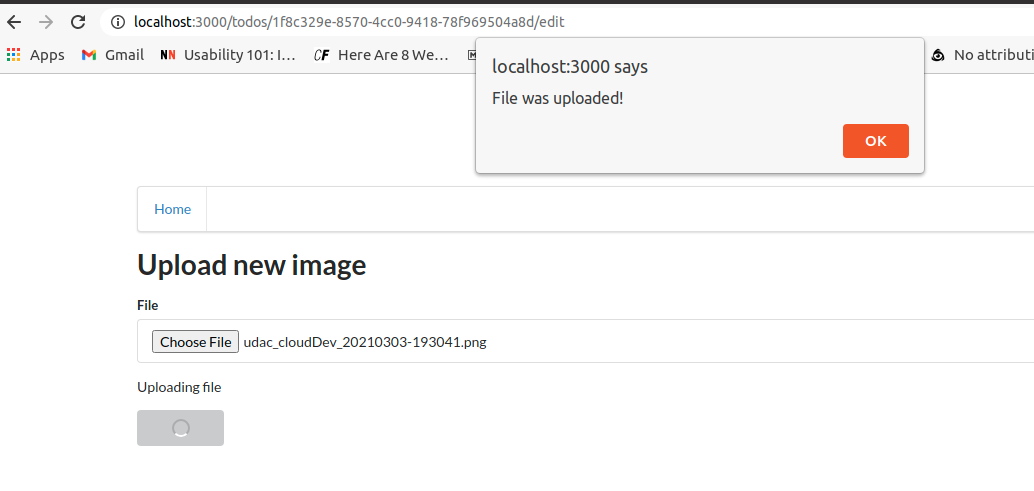 localhost:3000/todos/1f8c329e-8570-4cc0-9418-78f969504a8d/edit
Apps Gmail NN Usability 101: I... CF Here Are 8 We... No attributi
localhost:3000 says
File was uploaded!
OK
Home
Upload new image
File
Choose File udac_cloudDev_20210303-193041.png
Uploading file